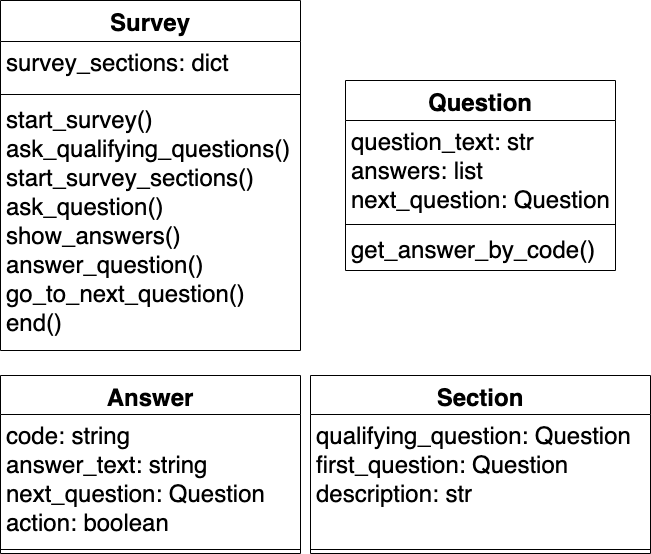 Survey
survey_sections: dict
start_survey()
ask_qualifying_questions()
start_survey_sections()
ask_question()
show_answers()
answer_question()
go_to_next_question()
end()
Question
question_text: str
answers: list
next_question: Question
get_answer_by_code()
Answer
code: string
answer_text: string
next_question: Question
action: boolean
Section
qualifying_question: Question
first_question: Question
description: str